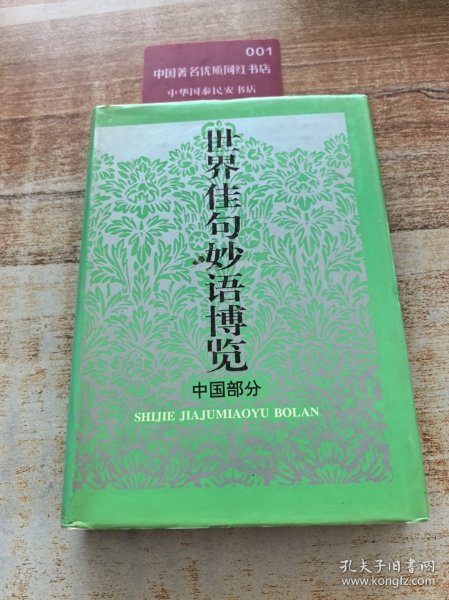 001
中国著名优质网红书店
中华国泰民安书店
世界佳句妙语博览
中国部分
SHIJIE JIAJUMIAOYU BOLAN
孔夫子旧书网
www.kongfz.com